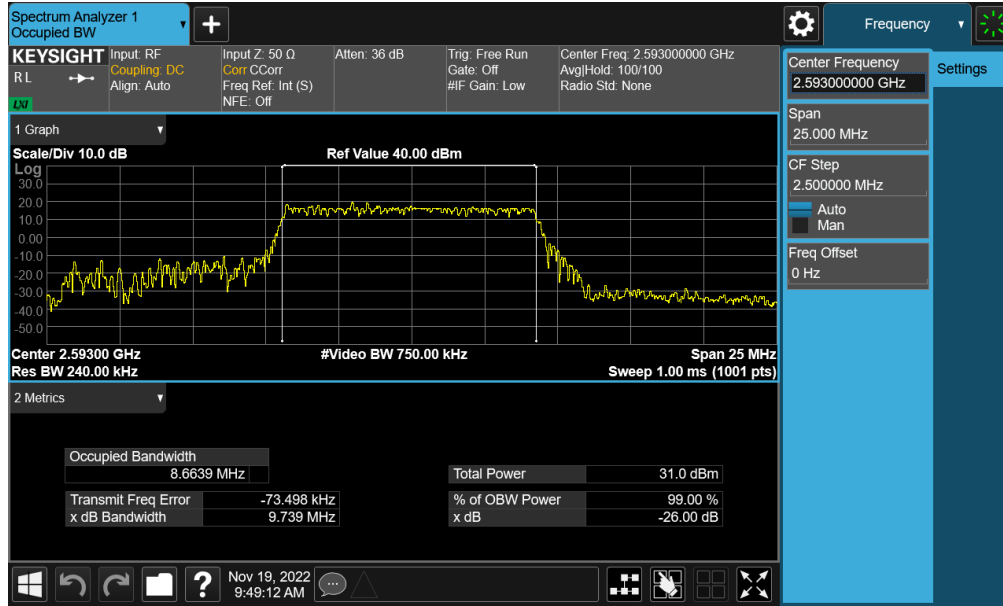 Spectrum Analyzer 1
Occupied BW
+
Frequency
KEYSIGHT
RL
LXI
Input: RF
Coupling: DC
Align: Auto
Input Z: 50 Ω
Corr CCorr
Freq Ref: Int (S)
NFE: Off
Atten: 36 dB
Trig: Free Run
Gate: Off
#IF Gain: Low
Center Freq: 2.593000000 GHz
Avg|Hold: 100/100
Radio Std: None
Center Frequency
2.593000000 GHz
Settings
Span
25.000 MHz
CF Step
2.500000 MHz
Auto
Man
Freq Offset
0 Hz
1 Graph
Scale/Div 10.0 dB
Ref Value 40.00 dBm
Log
30.0
20.0
10.0
0.00
-10.0
-20.0
-30.0
-40.0
-50.0
Center 2.59300 GHz
#Video BW 750.00 kHz
Span 25 MHz
Res BW 240.00 kHz
Sweep 1.00 ms (1001 pts)
2 Metrics
Occupied Bandwidth
8.6639 MHz
Total Power 31.0 dBm
Transmit Freq Error -73.498 kHz
% of OBW Power 99.00 %
x dB Bandwidth 9.739 MHz
x dB -26.00 dB
?
Nov 19, 2022
9:49:12 AM